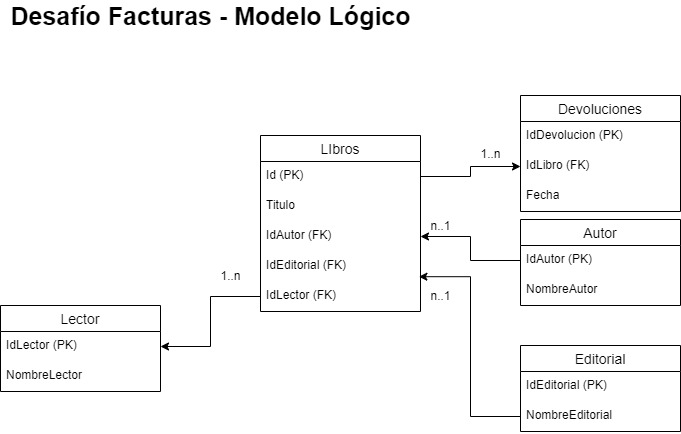 Desafío Facturas - Modelo Lógico
Devoluciones
IdDevolucion (PK)
IdLibro (FK)
Fecha
1..n
LIbros
Id (PK)
Titulo
IdAutor (FK)
IdEditorial (FK)
IdLector (FK)
n..1
Autor
IdAutor (PK)
NombreAutor
n..1
1..n
Lector
IdLector (PK)
NombreLector
Editorial
IdEditorial (PK)
NombreEditorial